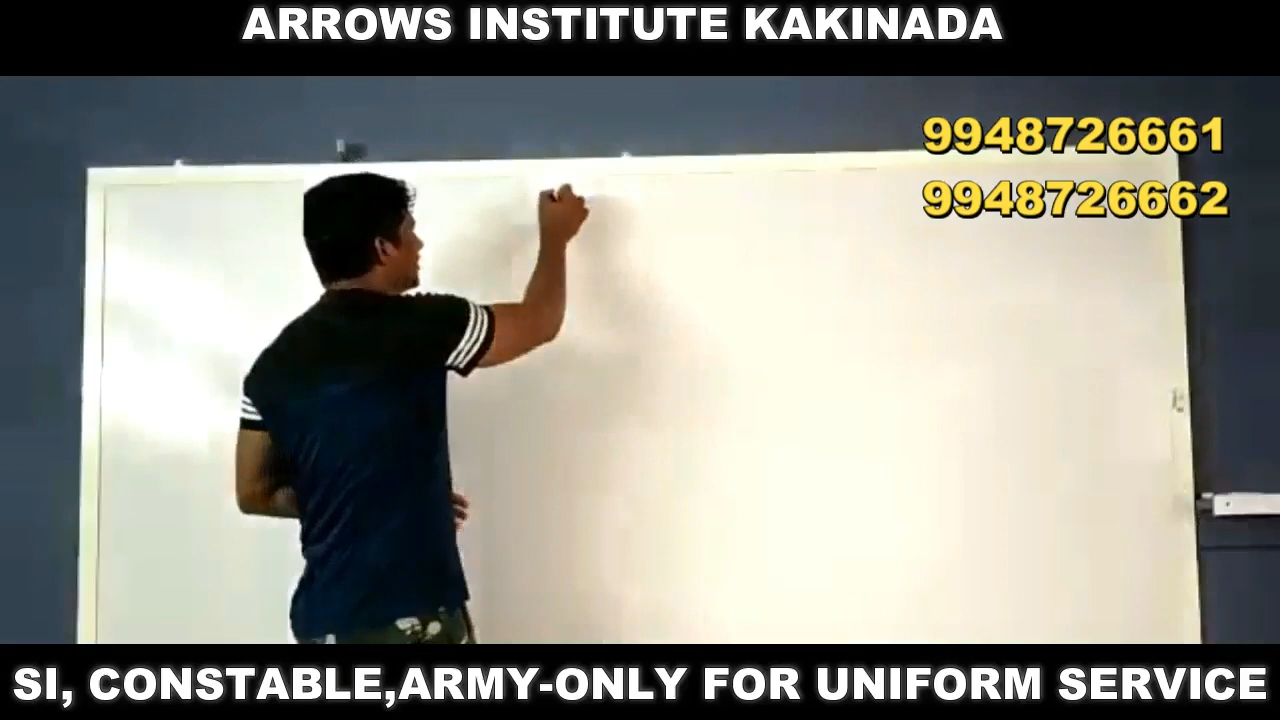 ARROWS INSTITUTE KAKINADA
9948726661
9948726662
SI, CONSTABLE,ARMY-ONLY FOR UNIFORM SERVICE